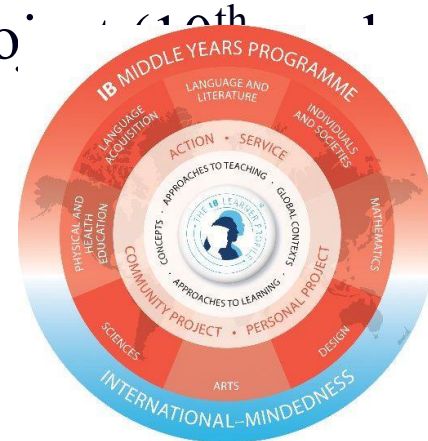 IB MIDDLE YEARS PROGRAMME
LANGUAGE AND
LITERATURE
LANGUAGE
ACQUISITION
INDIVIDUALS
AND SOCIETIES
PHYSICAL AND
HEALTH
EDUCATION
MATHEMATICS
SCIENCES
DESIGN
ARTS
ACTION • SERVICE
COMMUNITY PROJECT • PERSONAL PROJECT
APPROACHES TO TEACHING
GLOBAL CONTEXTS
CONCEPTS
APPROACHES TO LEARNING
THE IB LEARNER PROFILE
INTERNATIONAL–MINDEDNESS